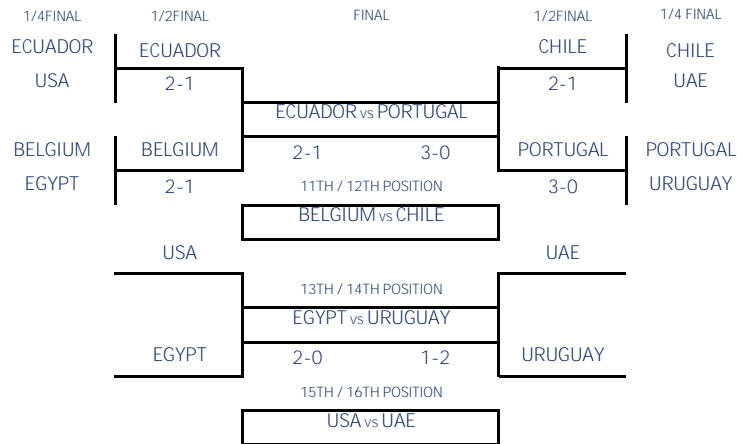 1/4FINAL 1/2FINAL FINAL 1/2FINAL 1/4 FINAL
ECUADOR ECUADOR CHILE CHILE
USA 2-1 2-1 UAE
ECUADOR vs PORTUGAL
BELGIUM BELGIUM 2-1 3-0 PORTUGAL PORTUGAL
EGYPT 2-1 11TH / 12TH POSITION 3-0 URUGUAY
BELGIUM vs CHILE
USA UAE
13TH / 14TH POSITION
EGYPT vs URUGUAY
EGYPT 2-0 1-2 URUGUAY
15TH / 16TH POSITION
USA vs UAE